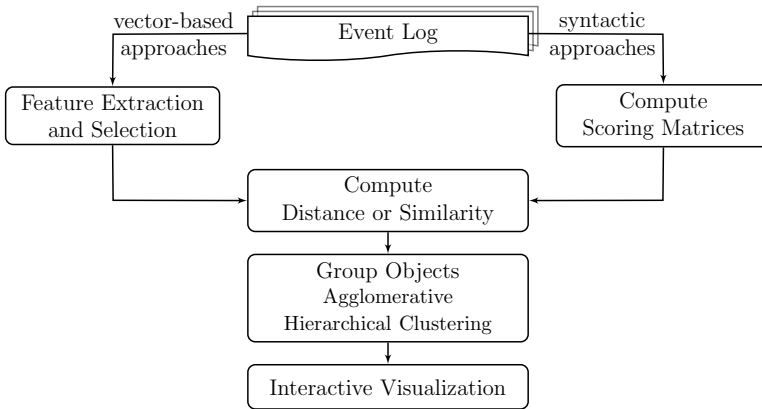 vector-based
approaches
Event Log
syntactic
approaches
Feature Extraction
and Selection
Compute
Scoring Matrices
Compute
Distance or Similarity
Group Objects
Agglomerative
Hierarchical Clustering
Interactive Visualization